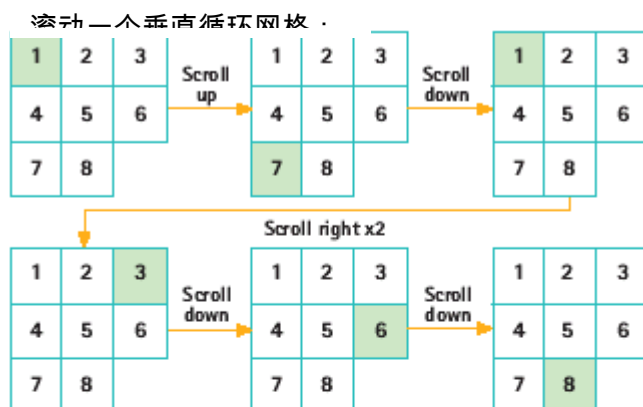 滚动一个垂直循环网格：
1 2 3 Scroll up 1 2 3 Scroll down 1 2 3
4 5 6 4 5 6 4 5 6
7 8 7 8 7 8
Scroll right x2
1 2 3 Scroll down 1 2 3 Scroll down 1 2 3
4 5 6 4 5 6 4 5 6
7 8 7 8 7 8